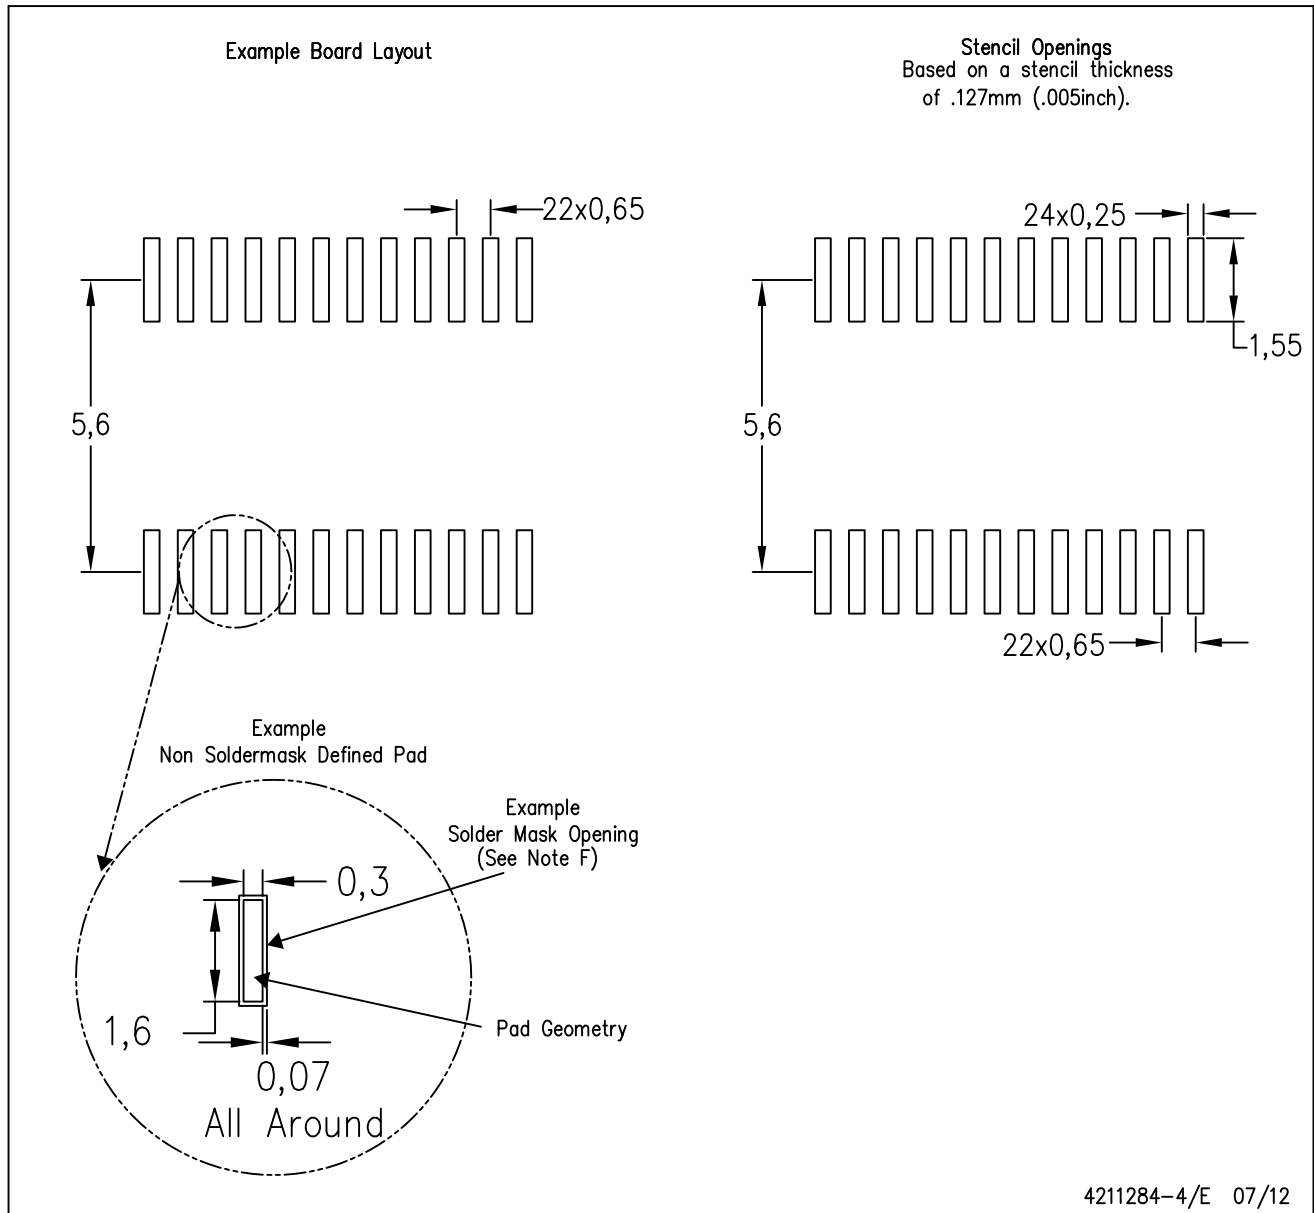 Example Board Layout
Stencil Openings
Based on a stencil thickness
of .127mm (.005inch).
22x0,65
24x0,25
1,55
5,6
5,6
22x0,65
Example
Non Soldermask Defined Pad
Example
Solder Mask Opening
(See Note F)
0,3
1,6
Pad Geometry
0,07
All Around
4211284-4/E 07/12